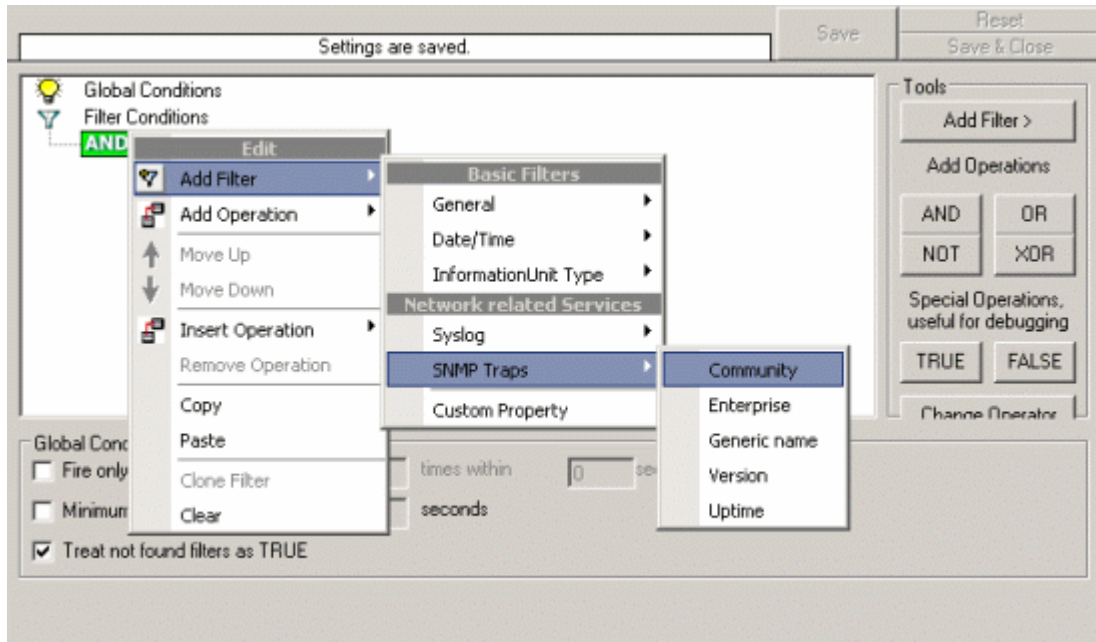 Settings are saved.
Save
Reset
Save & Close
Global Conditions
Filter Conditions
AND
Edit
Add Filter
Add Operation
Move Up
Move Down
Insert Operation
Remove Operation
Copy
Paste
Clone Filter
Clear
Basic Filters
General
Date/Time
InformationUnit Type
Network related Services
Syslog
SNMP Traps
Custom Property
Community
Enterprise
Generic name
Version
Uptime
Tools
Add Filter >
Add Operations
AND OR
NOT XOR
Special Operations,
useful for debugging
TRUE FALSE
Change Operator
Global Conc
Fire only times within 0 se
Minimum seconds
Treat not found filters as TRUE